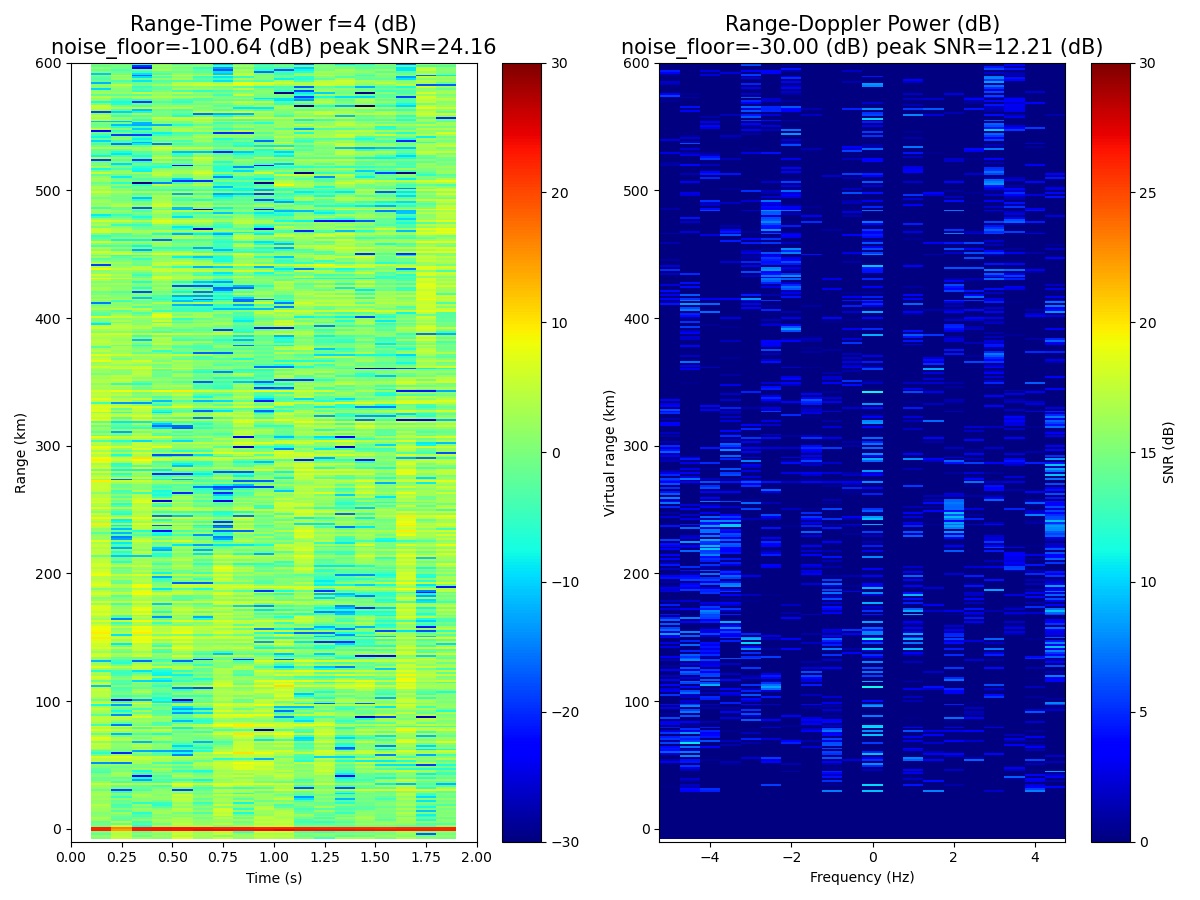 Range-Time Power f=4 (dB)
noise_floor=-100.64 (dB) peak SNR=24.16
Range-Doppler Power (dB)
noise_floor=-30.00 (dB) peak SNR=12.21 (dB)
600
500
400
300
200
100
0
Range (km)
0.00 0.25 0.50 0.75 1.00 1.25 1.50 1.75 2.00
Time (s)
30
20
10
0
−10
−20
−30
600
500
400
300
200
100
0
Virtual range (km)
−4 −2 0 2 4
Frequency (Hz)
30
25
20
15
10
5
0
SNR (dB)